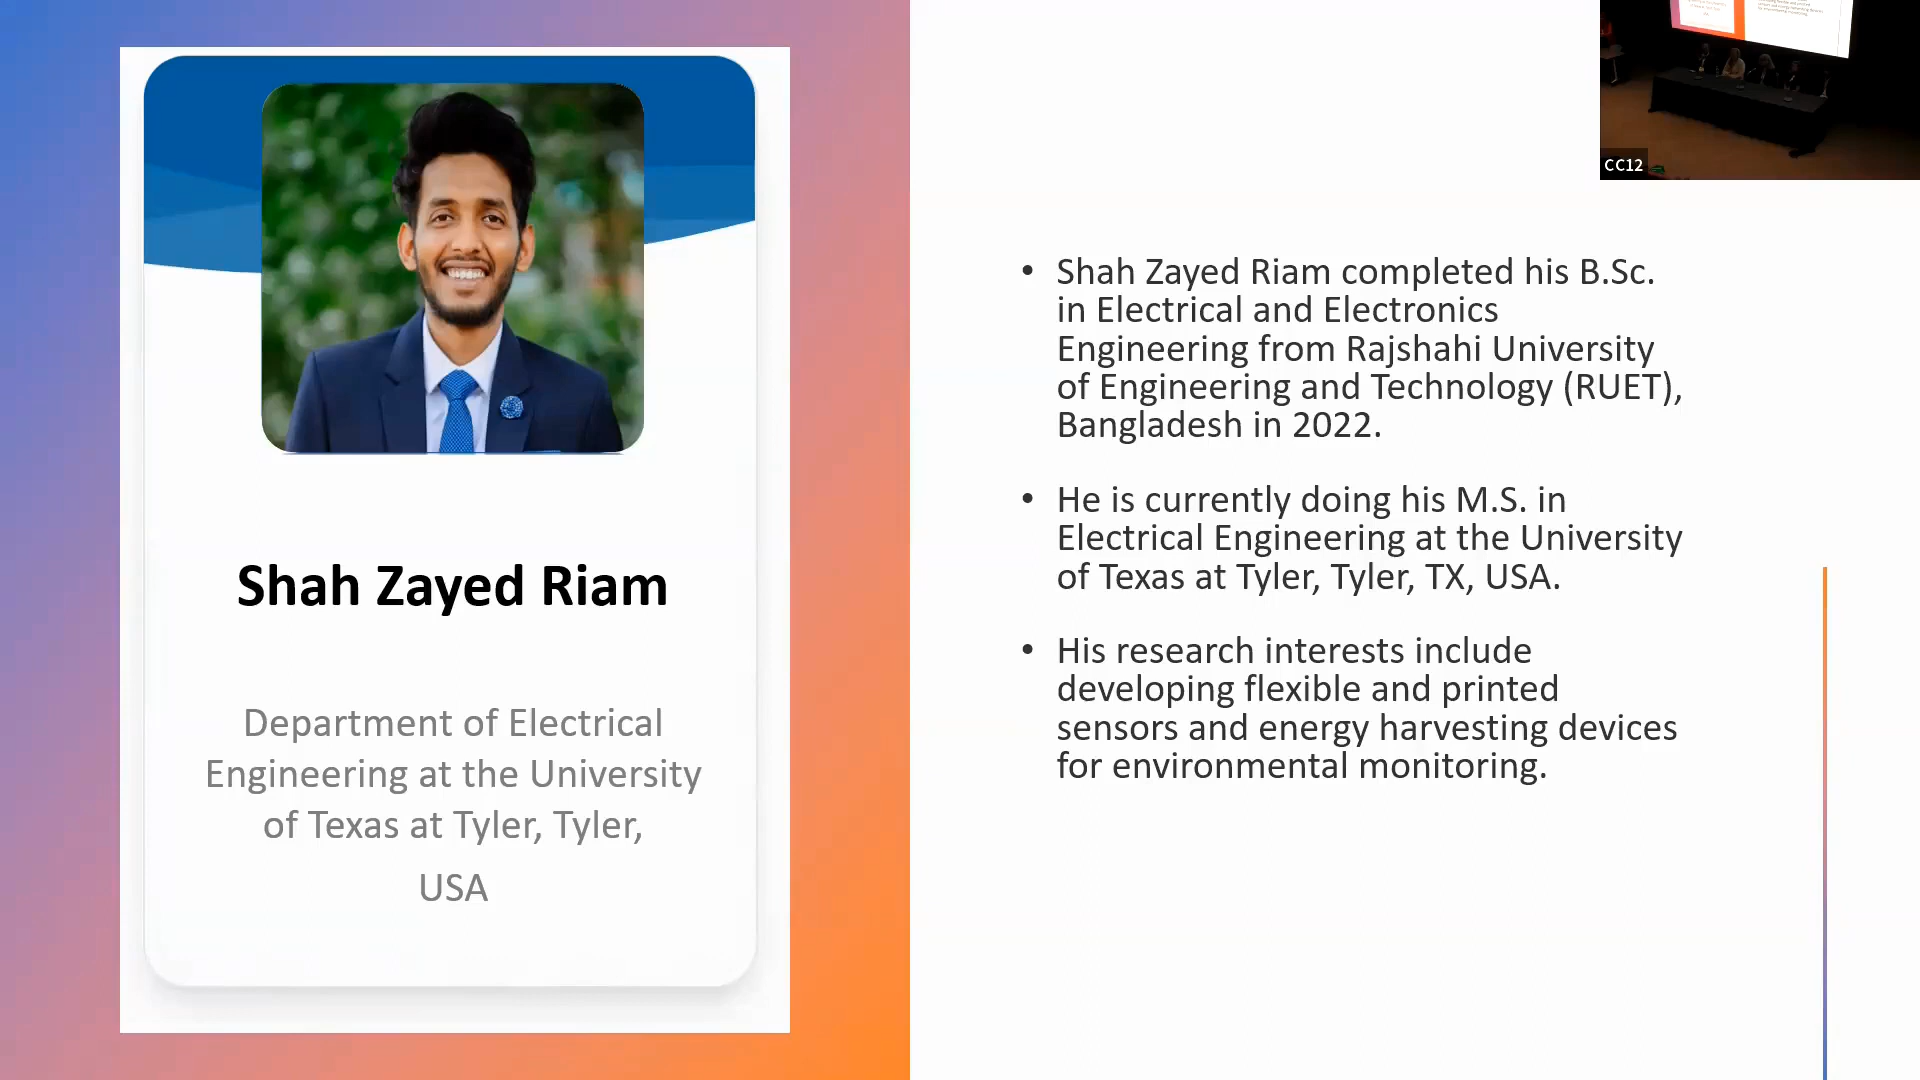 Shah Zayed Riam
Department of Electrical
Engineering at the University
of Texas at Tyler, Tyler,
USA
• Shah Zayed Riam completed his B.Sc.
in Electrical and Electronics
Engineering from Rajshahi University
of Engineering and Technology (RUET),
Bangladesh in 2022.
• He is currently doing his M.S. in
Electrical Engineering at the University
of Texas at Tyler, Tyler, TX, USA.
• His research interests include
developing flexible and printed
sensors and energy harvesting devices
for environmental monitoring.
CC12